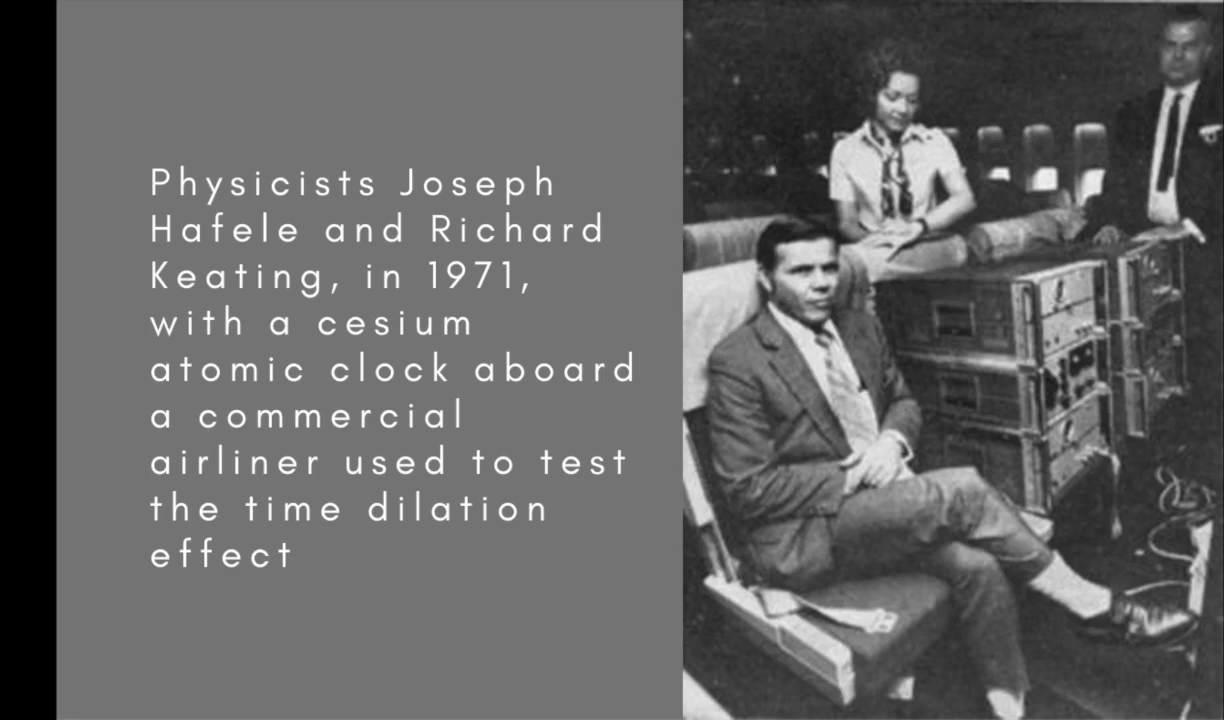 Physicists Joseph
Hafele and Richard
Keating, in 1971,
with a cesium
atomic clock aboard
a commercial
airliner used to test
the time dilation
effect